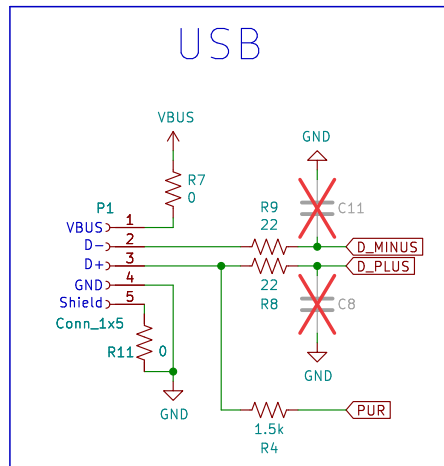 USB
VBUS
GND
R7
0
P1
R9
22
C11
VBUS 1
D- 2
D_MINUS
D+ 3
D_PLUS
GND 4
22
R8
C8
Shield 5
Conn_1x5
R11 0
GND
GND
PUR
1.5k
R4